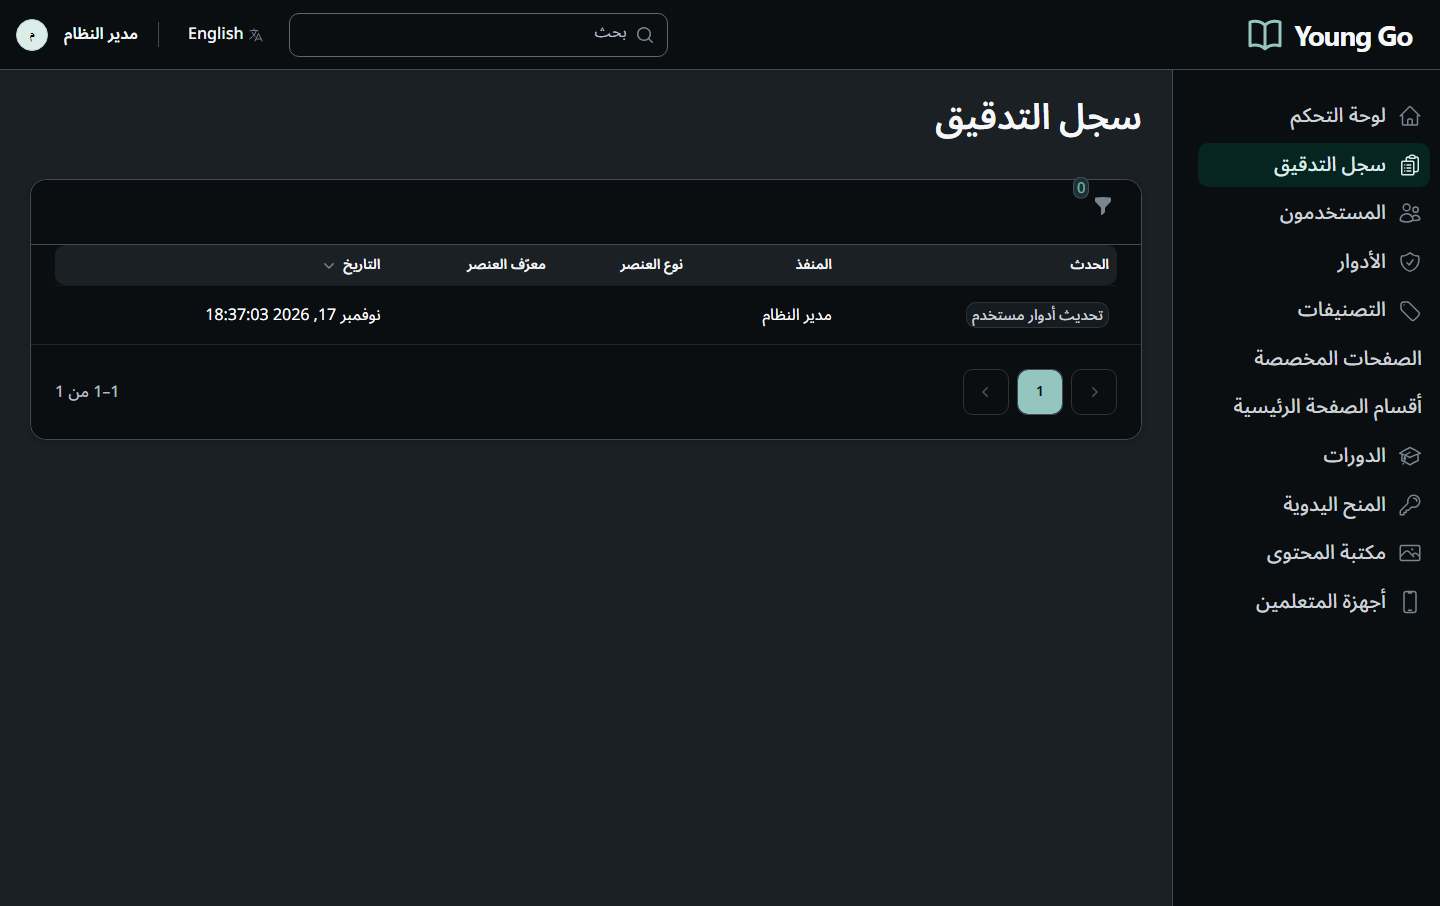 Young Go
بحث
English
مدير النظام
م
لوحة التحكم
سجل التدقيق
المستخدمون
الأدوار
التصنيفات
الصفحات المخصصة
أقسام الصفحة الرئيسية
الدورات
المنح اليدوية
مكتبة المحتوى
أجهزة المتعلمين
سجل التدقيق
0
الحدث المنفذ نوع العنصر معرّف العنصر التاريخ
تحديث أدوار مستخدم مدير النظام نوفمبر 17, 2026 18:37:03
1
1–1 من 1